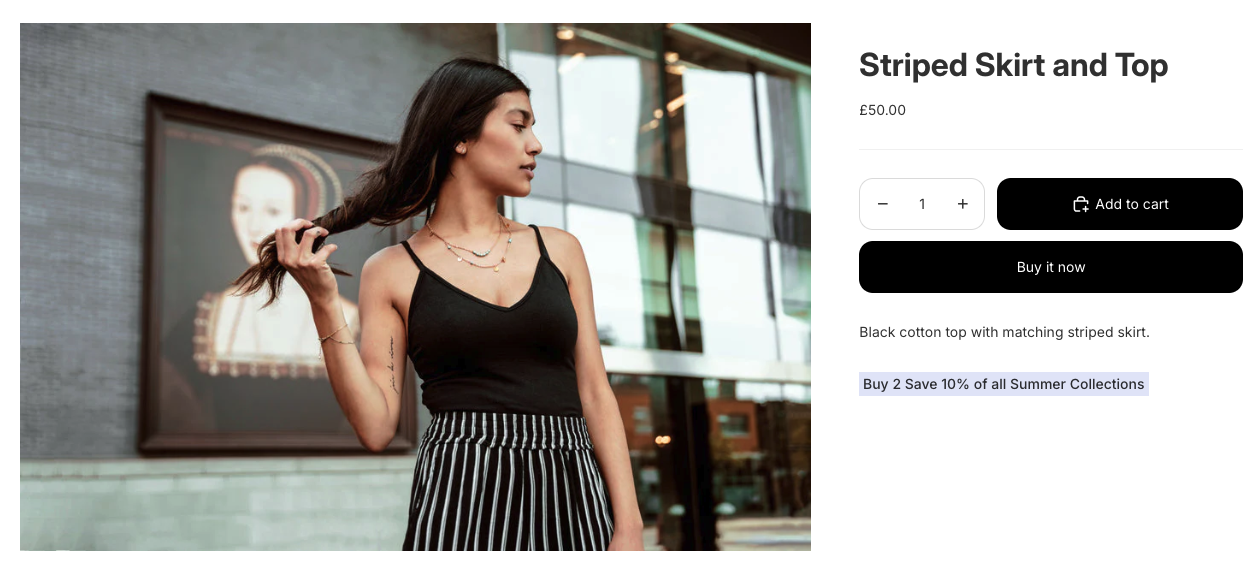 Striped Skirt and Top
£50.00
1
Add to cart
Buy it now
Black cotton top with matching striped skirt.
Buy 2 Save 10% of all Summer Collections